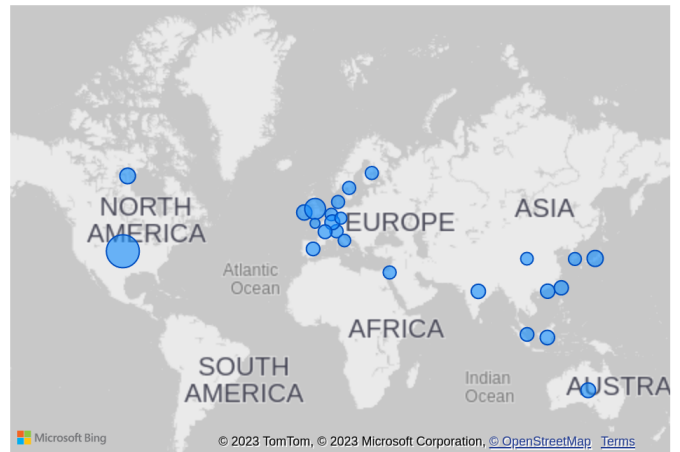 NORTH
AMERICA
EUROPE
ASIA
Atlantic
Ocean
AFRICA
SOUTH
AMERICA
Indian
Ocean
AUSTRA
Microsoft Bing
© 2023 TomTom, © 2023 Microsoft Corporation, © OpenStreetMap Terms